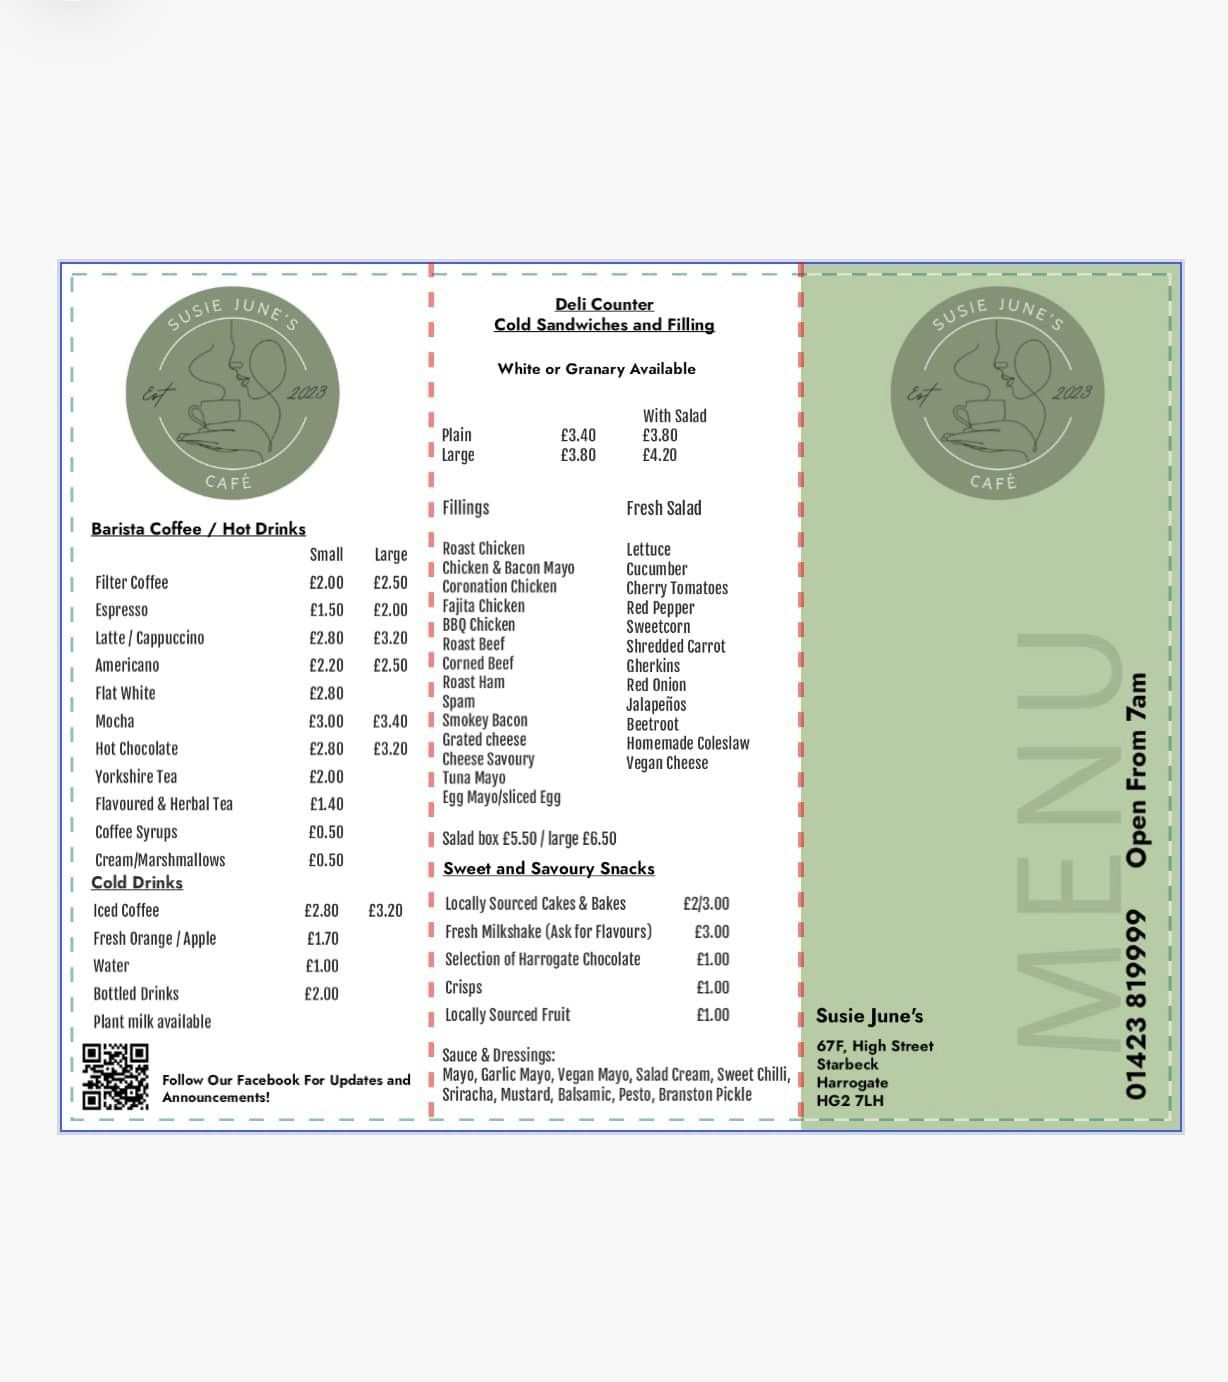 SUSIE JUNE'S
Est 2023
CAFÉ
Barista Coffee / Hot Drinks
Small Large
Filter Coffee £2.00 £2.50
Espresso £1.50 £2.00
Latte / Cappuccino £2.80 £3.20
Americano £2.20 £2.50
Flat White £2.80
Mocha £3.00 £3.40
Hot Chocolate £2.80 £3.20
Yorkshire Tea £2.00
Flavoured & Herbal Tea £1.40
Coffee Syrups £0.50
Cream/Marshmallows £0.50
Cold Drinks
Iced Coffee £2.80 £3.20
Fresh Orange / Apple £1.70
Water £1.00
Bottled Drinks £2.00
Plant milk available
Follow Our Facebook For Updates and
Announcements!
Deli Counter
Cold Sandwiches and Filling
White or Granary Available
With Salad
Plain £3.40 £3.80
Large £3.80 £4.20
Fillings
Roast Chicken
Chicken & Bacon Mayo
Coronation Chicken
Fajita Chicken
BBQ Chicken
Roast Beef
Corned Beef
Roast Ham
Spam
Smokey Bacon
Grated cheese
Cheese Savoury
Tuna Mayo
Egg Mayo/sliced Egg
Fresh Salad
Lettuce
Cucumber
Cherry Tomatoes
Red Pepper
Sweetcorn
Shredded Carrot
Gherkins
Red Onion
Jalapeños
Beetroot
Homemade Coleslaw
Vegan Cheese
Salad box £5.50 / large £6.50
Sweet and Savoury Snacks
Locally Sourced Cakes & Bakes £2/3.00
Fresh Milkshake (Ask for Flavours) £3.00
Selection of Harrogate Chocolate £1.00
Crisps £1.00
Locally Sourced Fruit £1.00
Sauce & Dressings:
Mayo, Garlic Mayo, Vegan Mayo, Salad Cream, Sweet Chilli,
Sriracha, Mustard, Balsamic, Pesto, Branston Pickle
SUSIE JUNE'S
Est 2023
CAFÉ
MENU
01423 819999 Open From 7am
Susie June's
67F, High Street
Starbeck
Harrogate
HG2 7LH